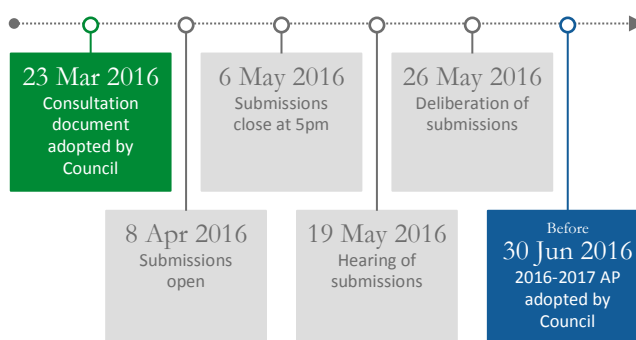 23 Mar 2016
Consultation
document
adopted by
Council
8 Apr 2016
Submissions
open
6 May 2016
Submissions
close at 5pm
19 May 2016
Hearing of
submissions
26 May 2016
Deliberation of
submissions
Before
30 Jun 2016
2016-2017 AP
adopted by
Council